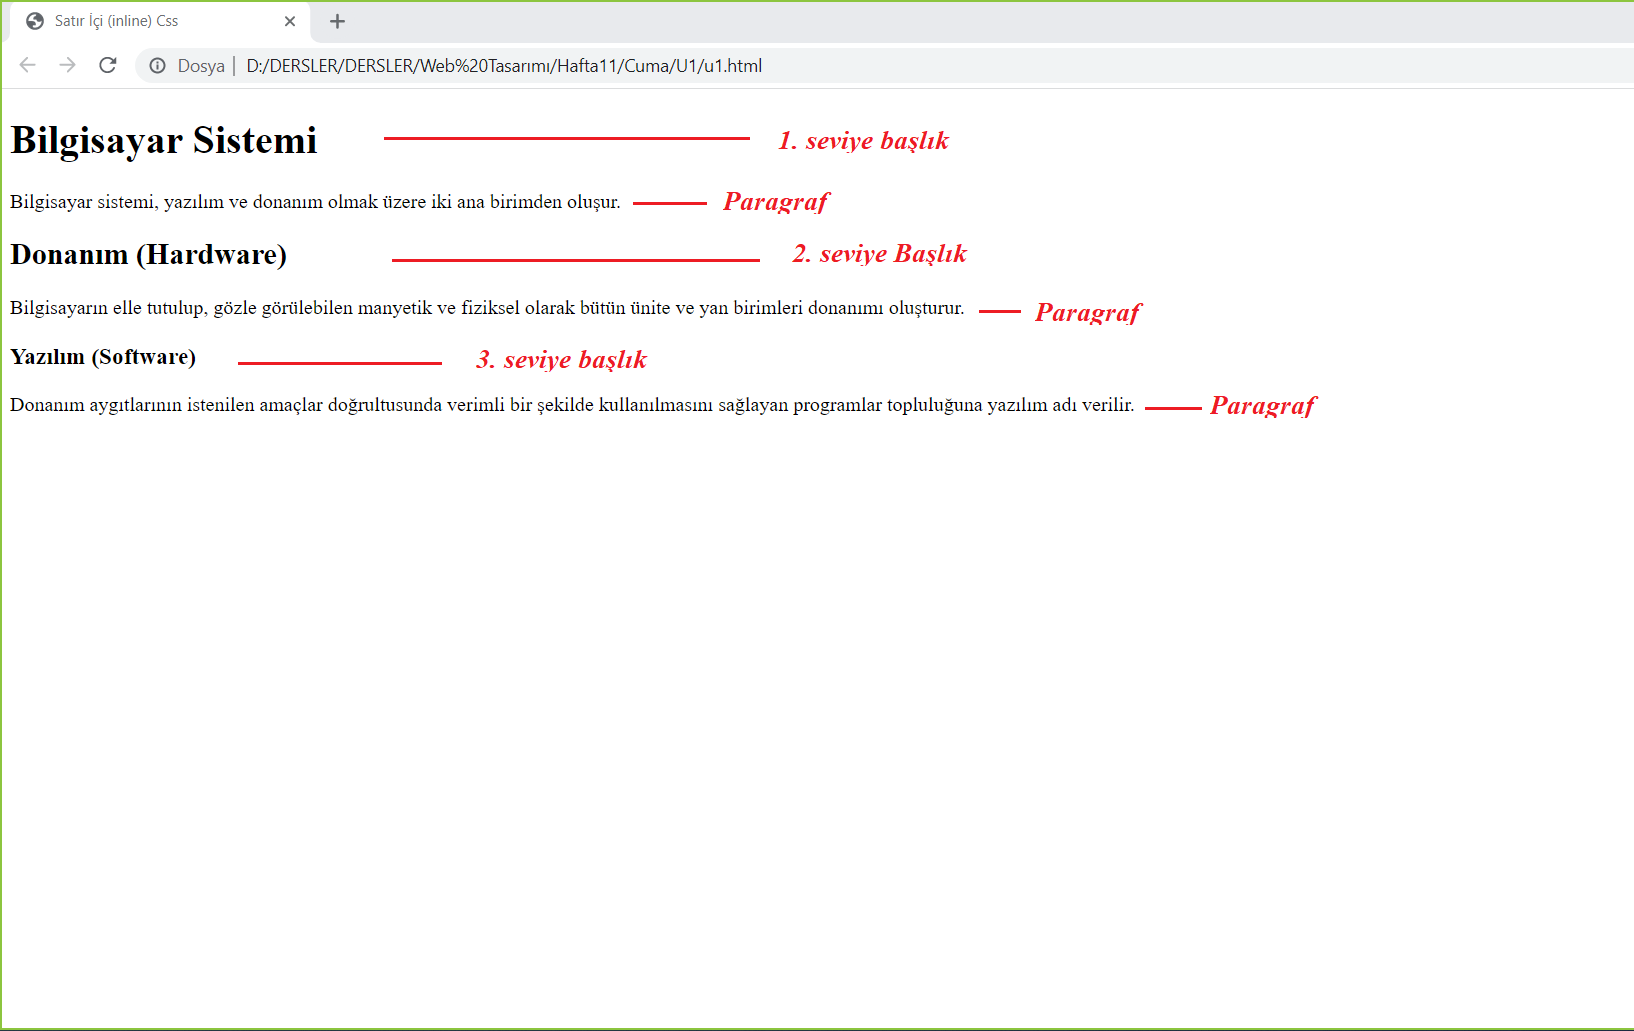 Satır İçi (inline) Css
Dosya | D:/DERSLER/DERSLER/Web%20Tasarımı/Hafta11/Cuma/U1/u1.html
Bilgisayar Sistemi 1. seviye başlık
Bilgisayar sistemi, yazılım ve donanım olmak üzere iki ana birimden oluşur. Paragraf
Donanım (Hardware) 2. seviye Başlık
Bilgisayarın elle tutulup, gözle görülebilen manyetik ve fiziksel olarak bütün ünite ve yan birimleri donanımı oluşturur. Paragraf
Yazılım (Software) 3. seviye başlık
Donanım aygıtlarının istenilen amaçlar doğrultusunda verimli bir şekilde kullanılmasını sağlayan programlar topluluğuna yazılım adı verilir. Paragraf